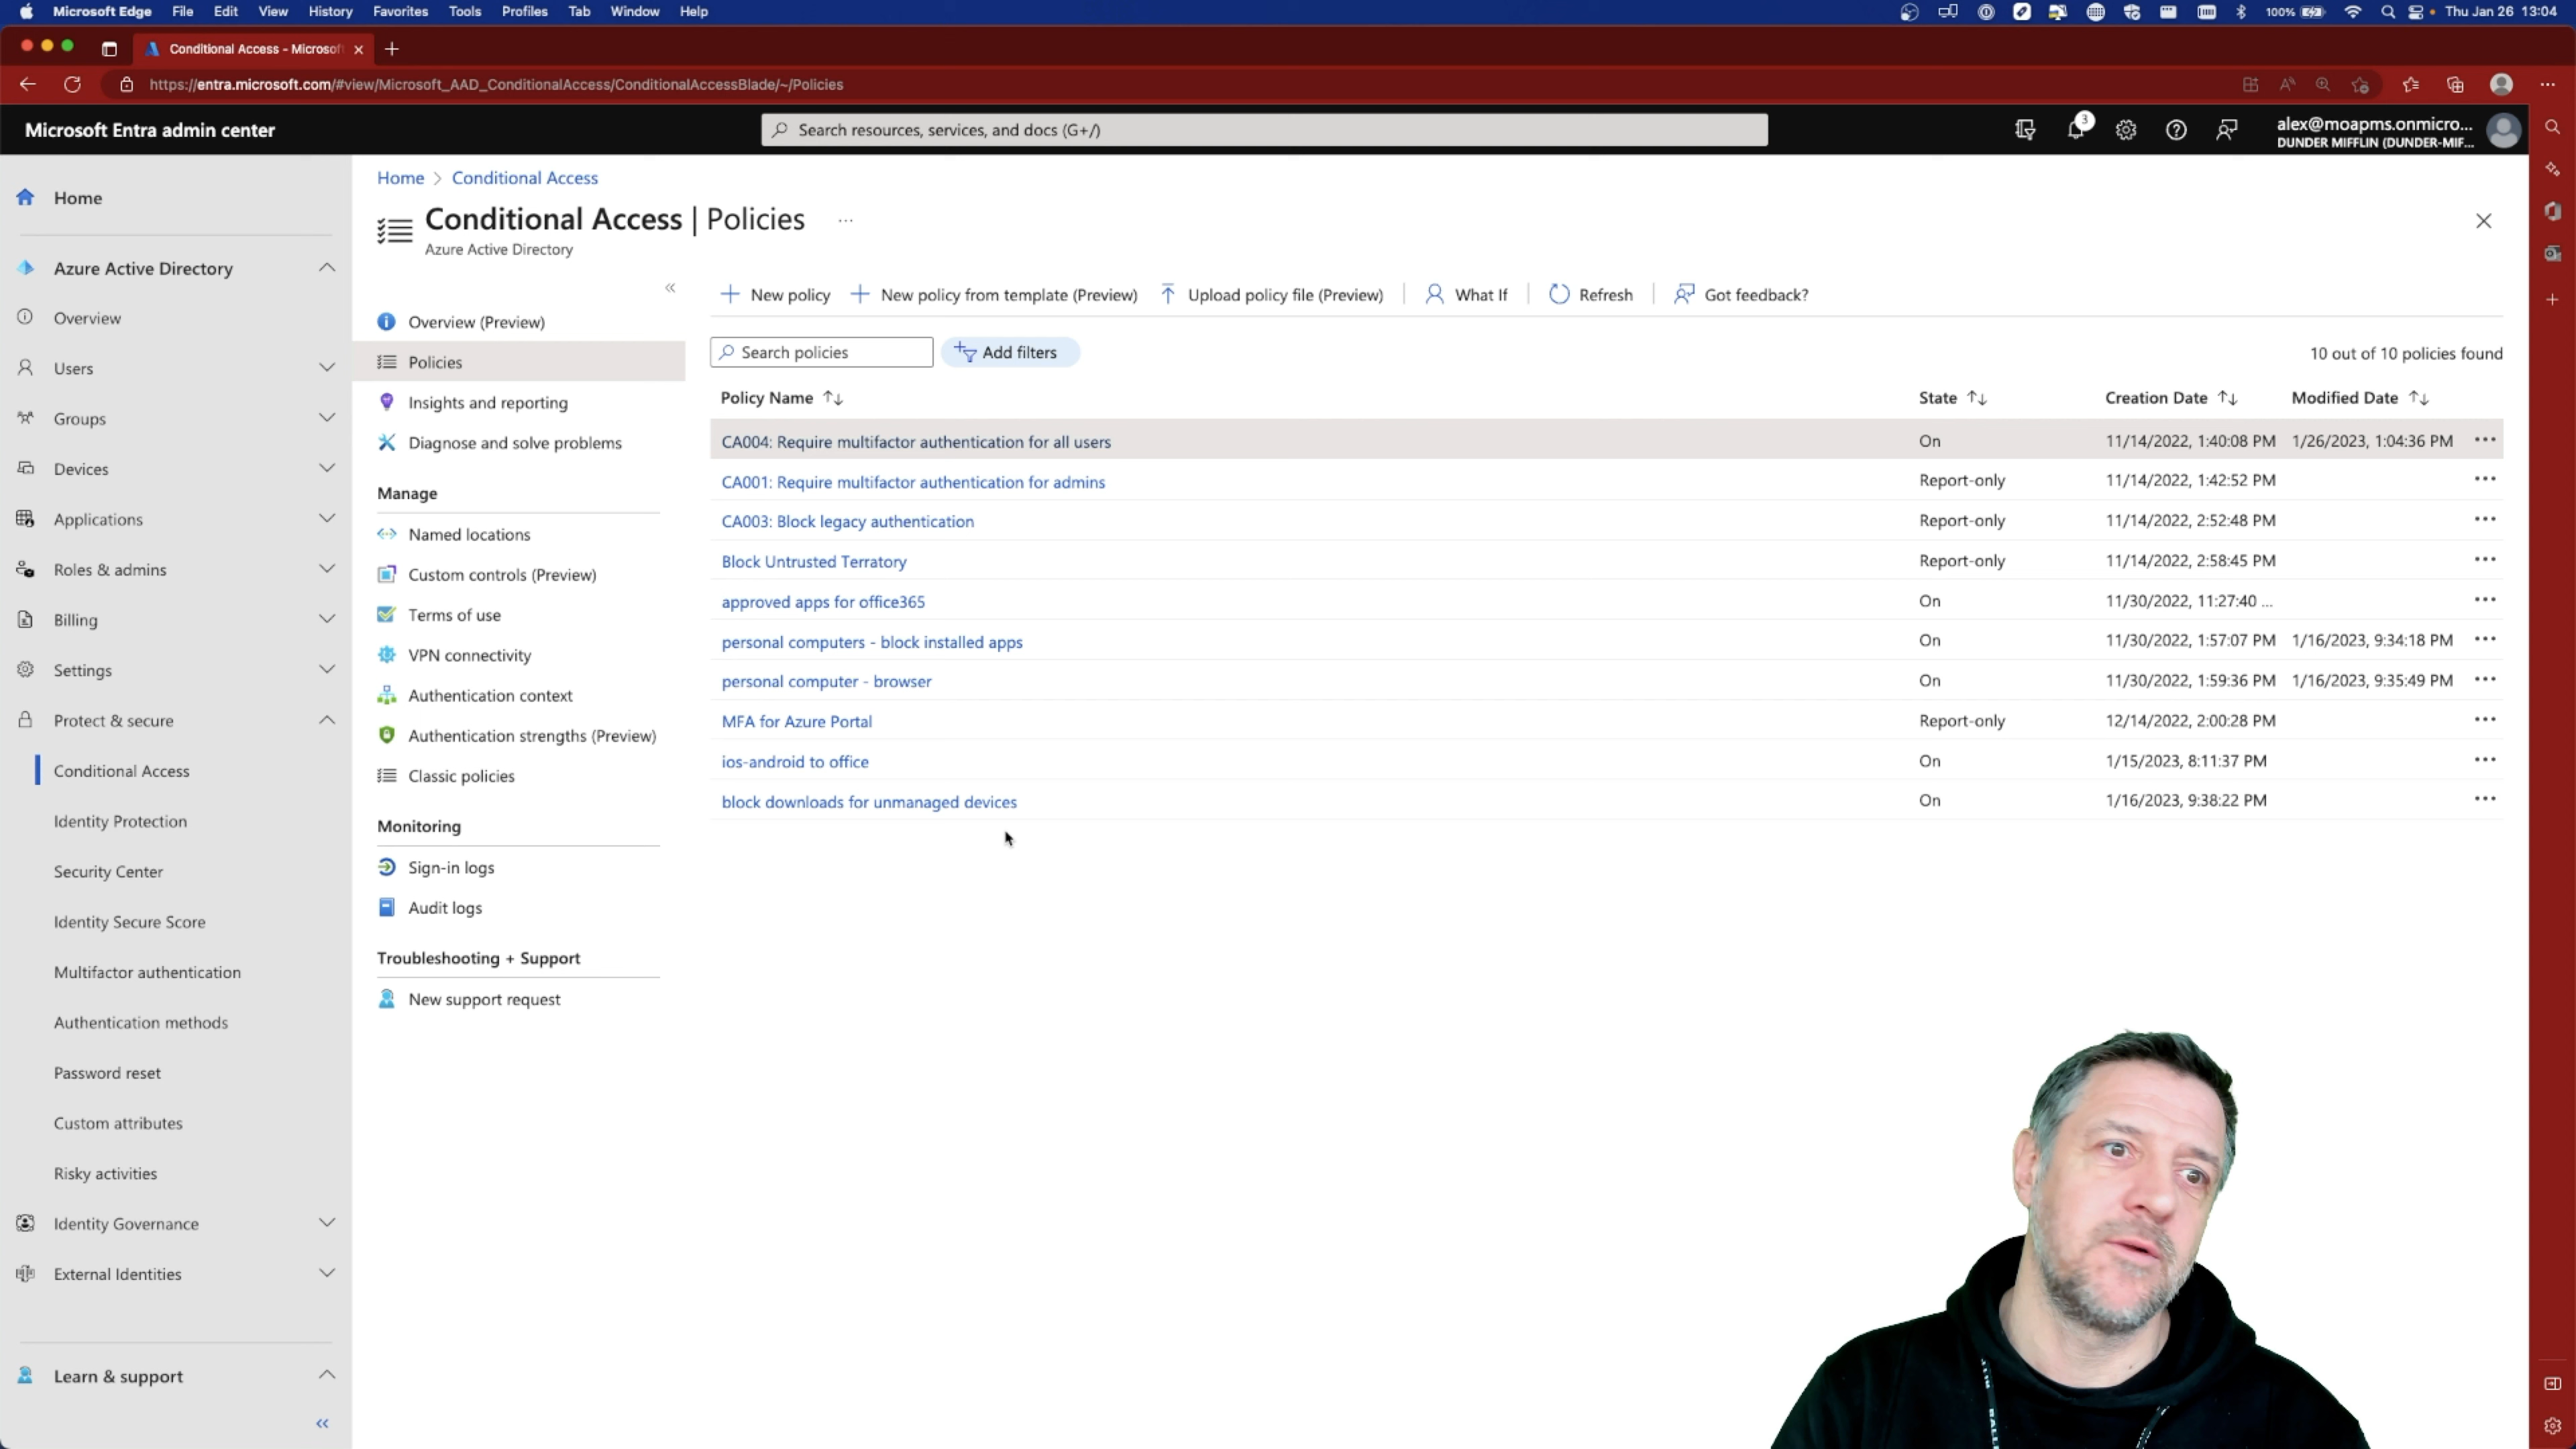 Microsoft Edge File Edit View History Favorites Tools Profiles Tab Window Help 100% Thu Jan 26 13:04
Conditional Access - Microsoft
https://entra.microsoft.com/#view/Microsoft_AAD_ConditionalAccess/ConditionalAccessBlade/~/Policies
Microsoft Entra admin center
Search resources, services, and docs (G+/)
3
alex@moapms.onmicro...
DUNDER MIFFLIN (DUNDER-MIF...
Home
Azure Active Directory
Overview
Users
Groups
Devices
Applications
Roles & admins
Billing
Settings
Protect & secure
Conditional Access
Identity Protection
Security Center
Identity Secure Score
Multifactor authentication
Authentication methods
Password reset
Custom attributes
Risky activities
Identity Governance
External Identities
Learn & support
Home > Conditional Access
Conditional Access | Policies ...
Azure Active Directory
Overview (Preview)
Policies
Insights and reporting
Diagnose and solve problems
Manage
Named locations
Custom controls (Preview)
Terms of use
VPN connectivity
Authentication context
Authentication strengths (Preview)
Classic policies
Monitoring
Sign-in logs
Audit logs
Troubleshooting + Support
New support request
New policy New policy from template (Preview) Upload policy file (Preview) What If Refresh Got feedback?
Search policies Add filters 10 out of 10 policies found
Policy Name State Creation Date Modified Date
CA004: Require multifactor authentication for all users On 11/14/2022, 1:40:08 PM 1/26/2023, 1:04:36 PM
CA001: Require multifactor authentication for admins Report-only 11/14/2022, 1:42:52 PM
CA003: Block legacy authentication Report-only 11/14/2022, 2:52:48 PM
Block Untrusted Terratory Report-only 11/14/2022, 2:58:45 PM
approved apps for office365 On 11/30/2022, 11:27:40 ...
personal computers - block installed apps On 11/30/2022, 1:57:07 PM 1/16/2023, 9:34:18 PM
personal computer - browser On 11/30/2022, 1:59:36 PM 1/16/2023, 9:35:49 PM
MFA for Azure Portal Report-only 12/14/2022, 2:00:28 PM
ios-android to office On 1/15/2023, 8:11:37 PM
block downloads for unmanaged devices On 1/16/2023, 9:38:22 PM